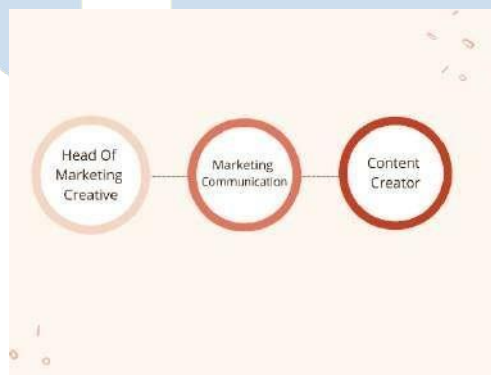 Head Of
Marketing
Creative
Marketing
Communication
Content
Creator